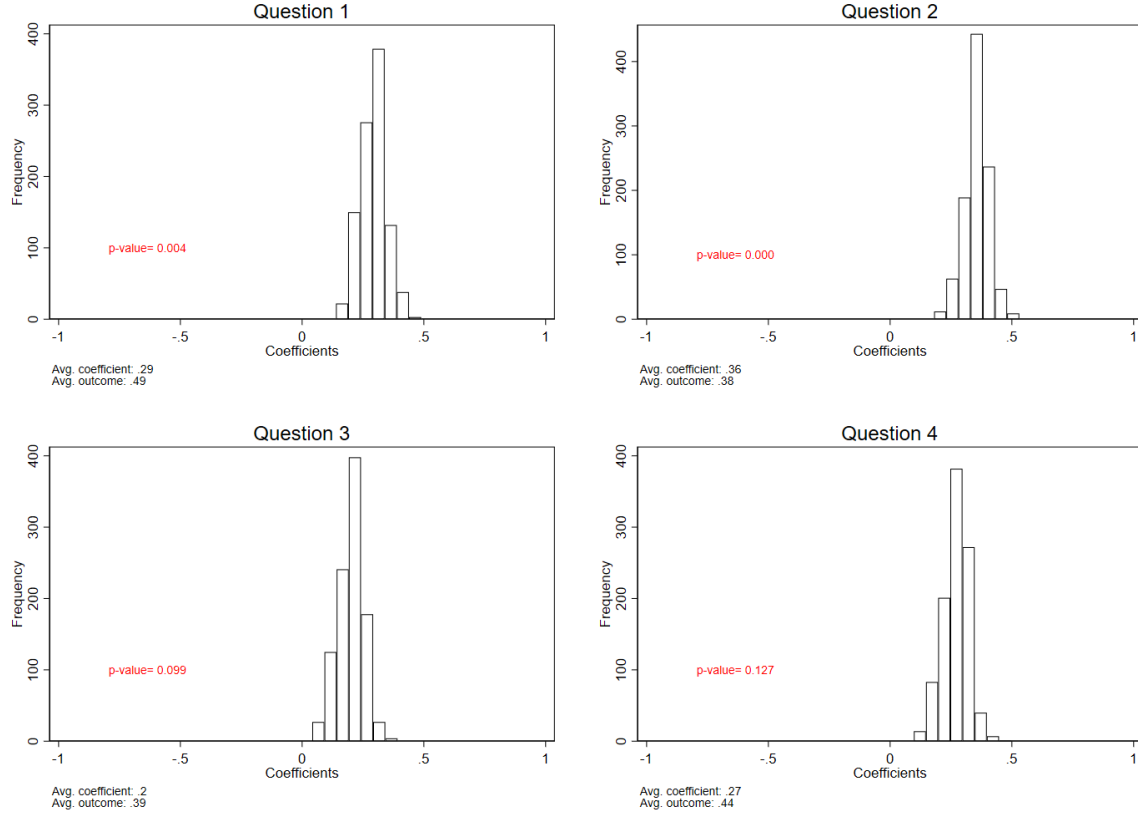 Question 1
Frequency
400
300
200
100
0
p-value= 0.004
-1 -.5 0 .5 1
Coefficients
Avg. coefficient: .29
Avg. outcome: .49
Question 2
Frequency
400
300
200
100
0
p-value= 0.000
-1 -.5 0 .5 1
Coefficients
Avg. coefficient: .36
Avg. outcome: .38
Question 3
Frequency
400
300
200
100
0
p-value= 0.099
-1 -.5 0 .5 1
Coefficients
Avg. coefficient: .2
Avg. outcome: .39
Question 4
Frequency
400
300
200
100
0
p-value= 0.127
-1 -.5 0 .5 1
Coefficients
Avg. coefficient: .27
Avg. outcome: .44